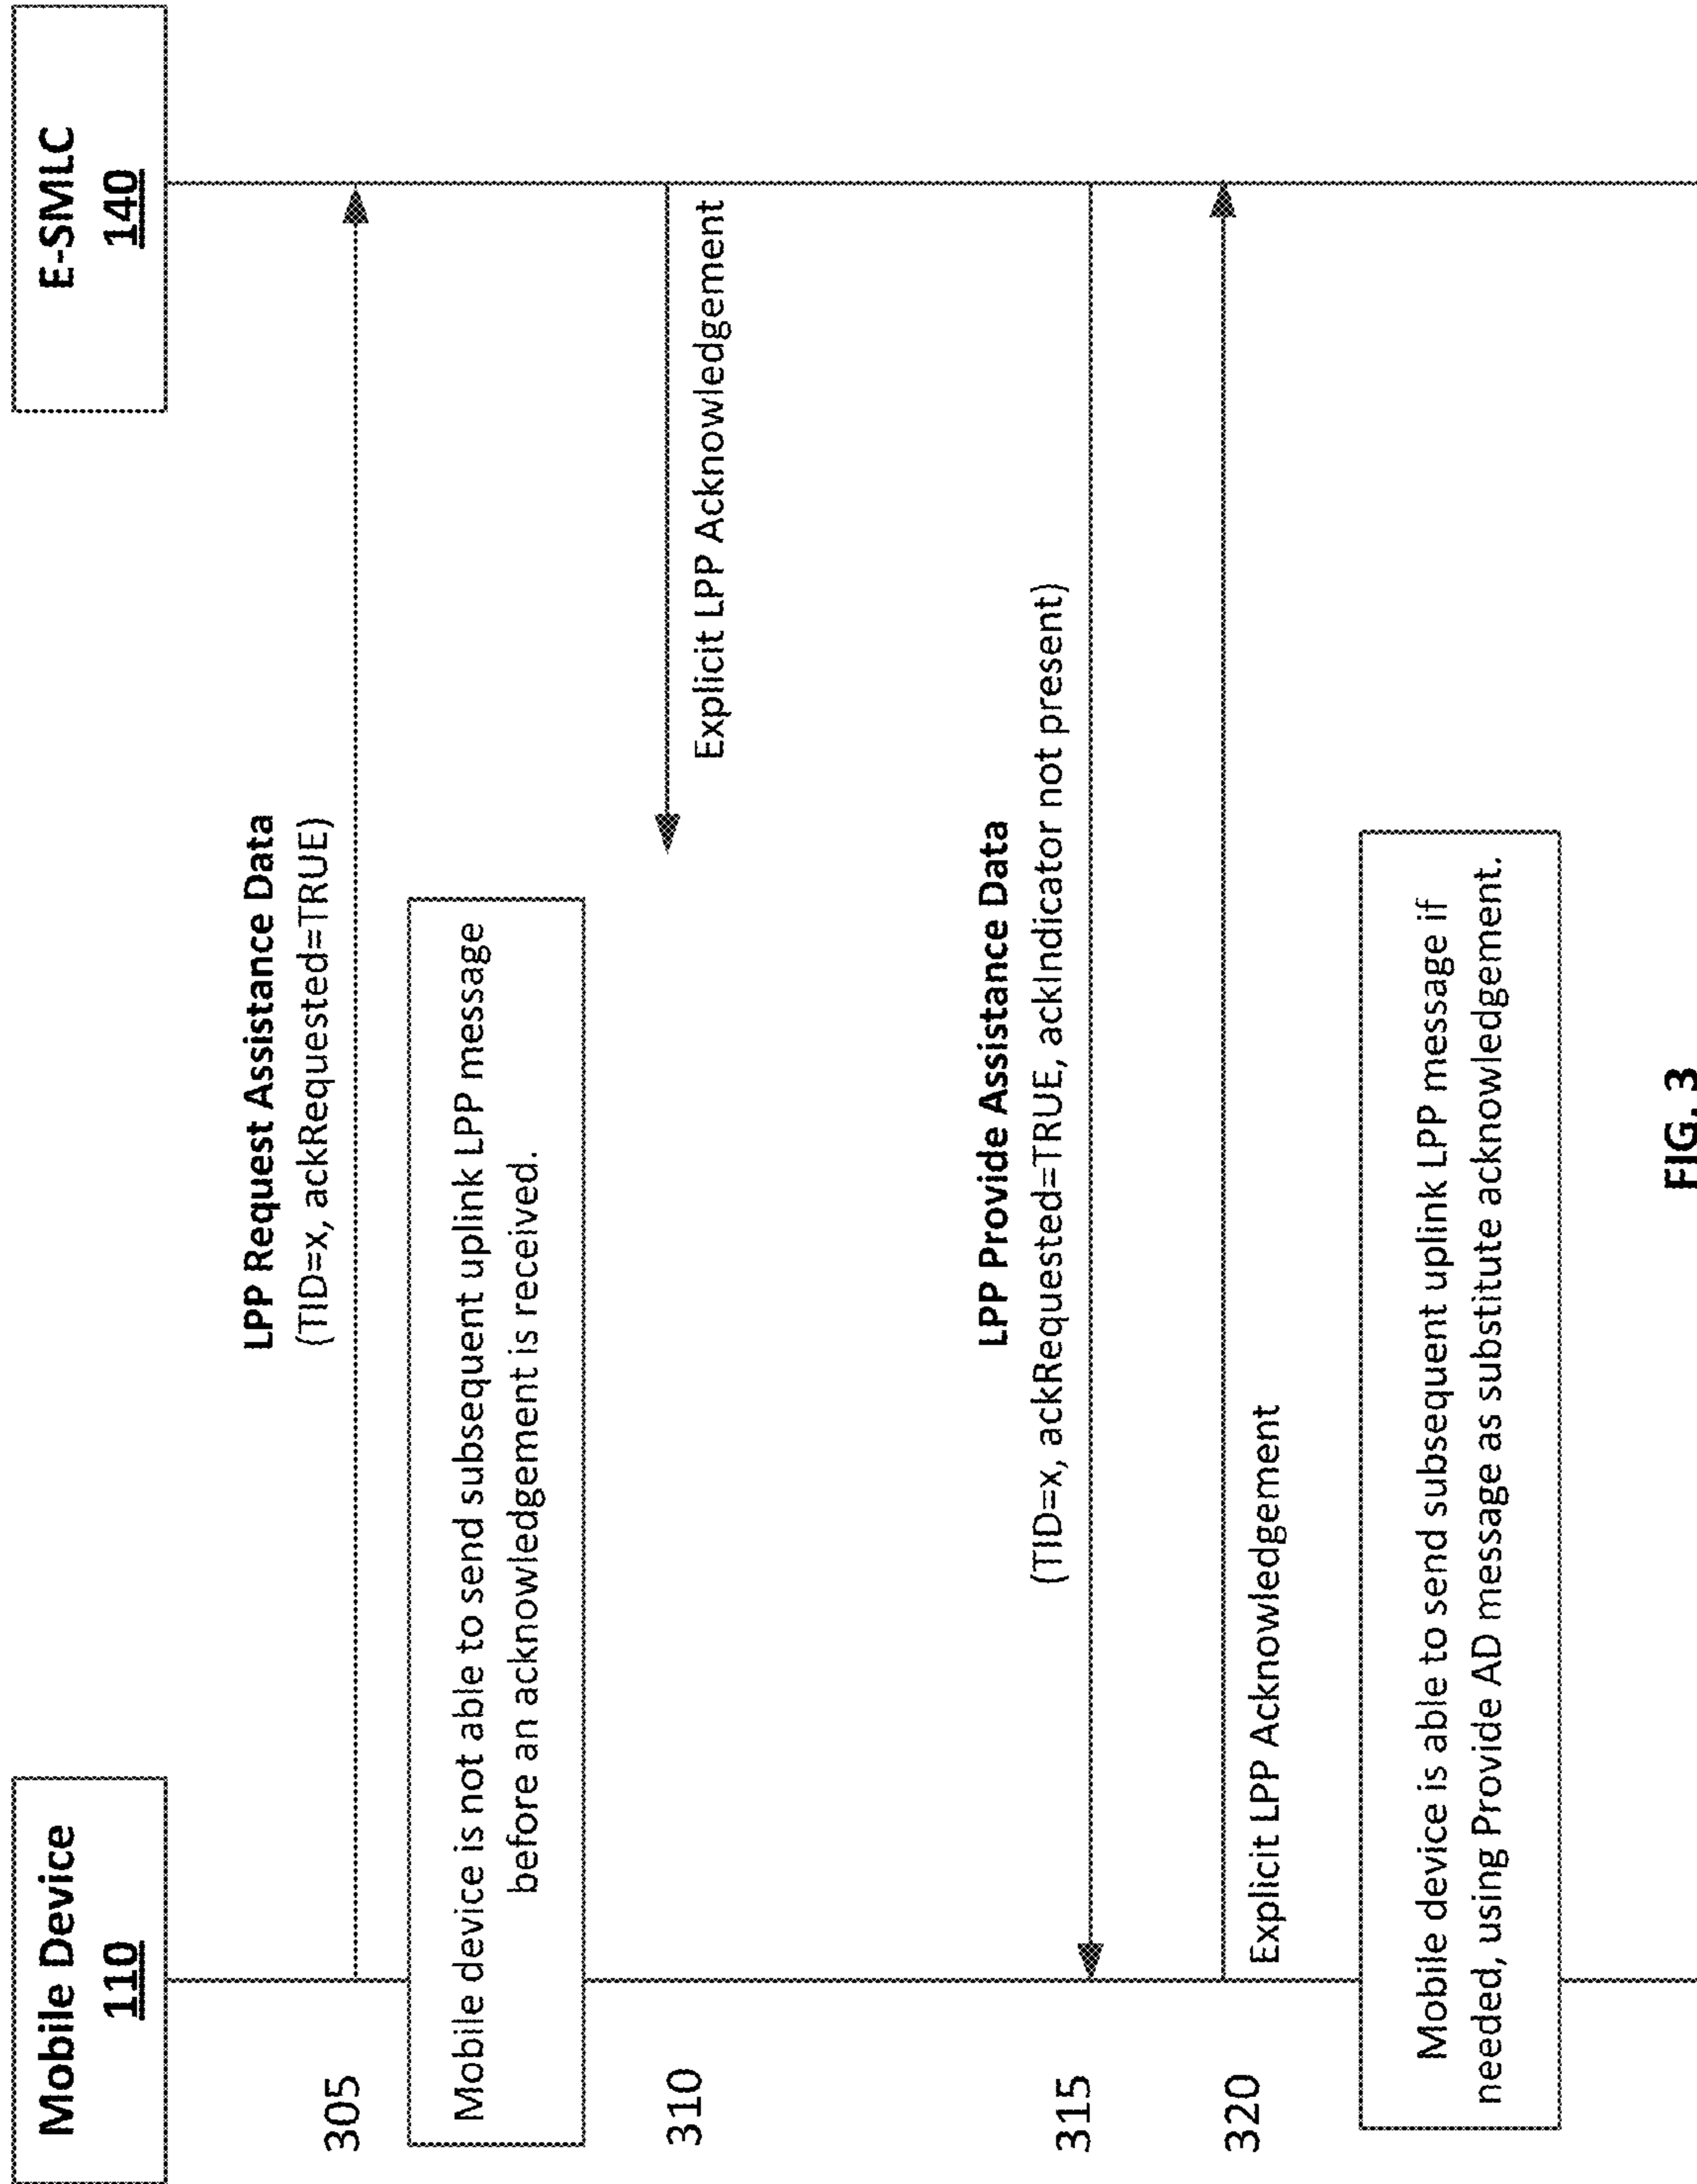 Mobile Device
110
E-SMLC
140
LPP Request Assistance Data
(TID=x, ackRequested=TRUE)
305
Mobile device is not able to send subsequent uplink LPP message
before an acknowledgement is received.
310
Explicit LPP Acknowledgement
LPP Provide Assistance Data
(TID=x, ackRequested=TRUE, ackIndicator not present)
315
320
Explicit LPP Acknowledgement
Mobile device is able to send subsequent uplink LPP message if
needed, using Provide AD message as substitute acknowledgement.
FIG. 3